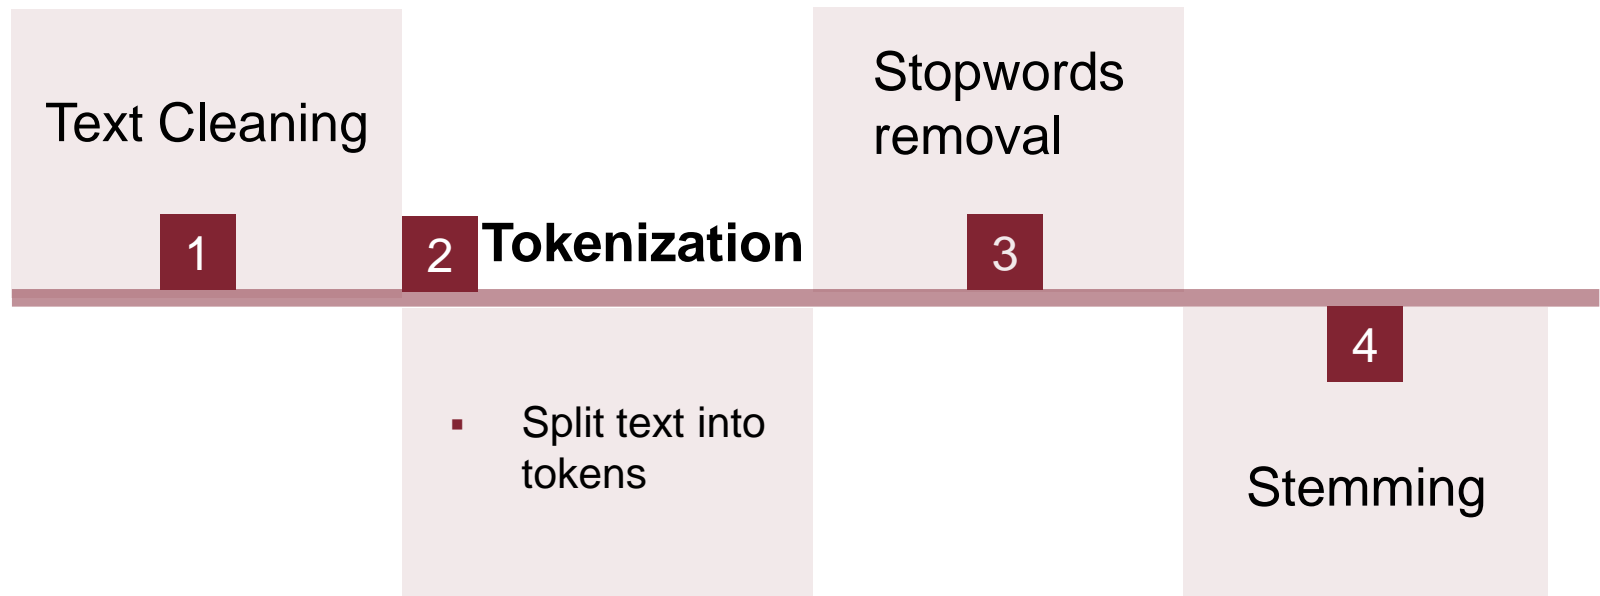 Text Cleaning
1
2
Tokenization
▪ Split text into
tokens
Stopwords
removal
3
4
Stemming